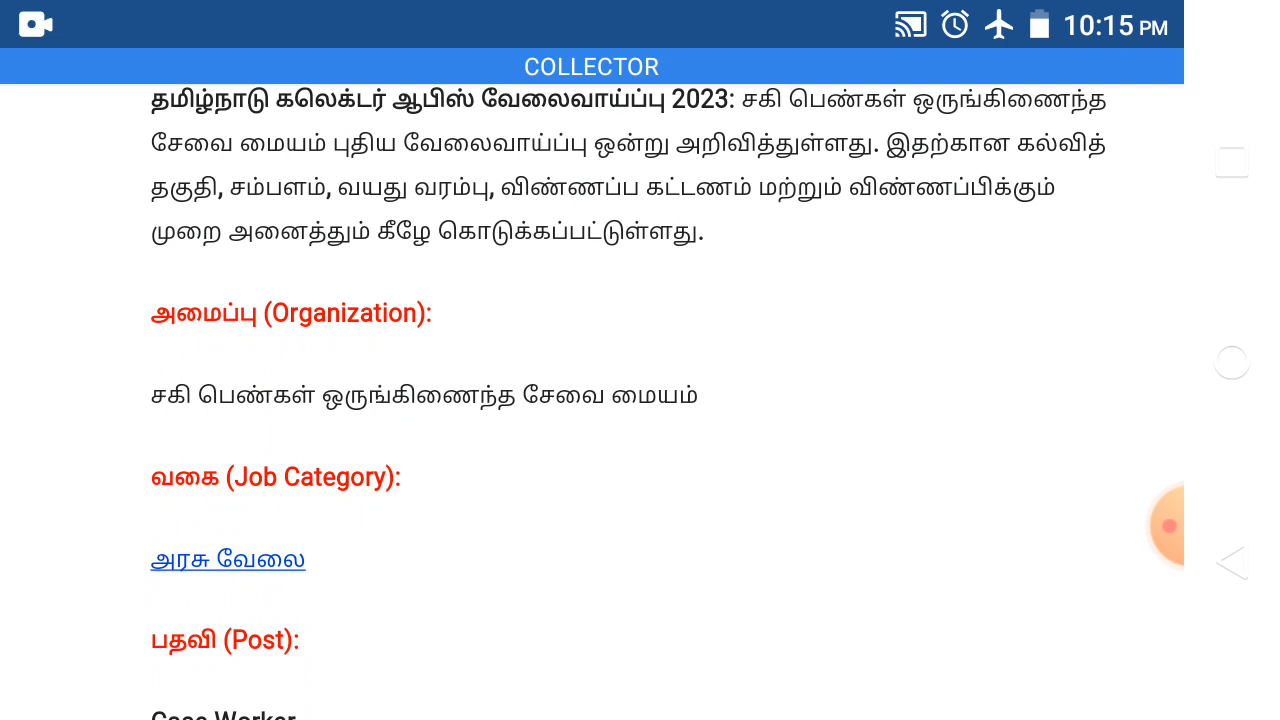 10:15 PM
COLLECTOR
தமிழ்நாடு கலெக்டர் ஆபிஸ் வேலைவாய்ப்பு 2023: சகி பெண்கள் ஒருங்கிணைந்த
சேவை மையம் புதிய வேலைவாய்ப்பு ஒன்று அறிவித்துள்ளது. இதற்கான கல்வித்
தகுதி, சம்பளம், வயது வரம்பு, விண்ணப்ப கட்டணம் மற்றும் விண்ணப்பிக்கும்
முறை அனைத்தும் கீழே கொடுக்கப்பட்டுள்ளது.
அமைப்பு (Organization):
சகி பெண்கள் ஒருங்கிணைந்த சேவை மையம்
வகை (Job Category):
அரசு வேலை
பதவி (Post):
Case Worker